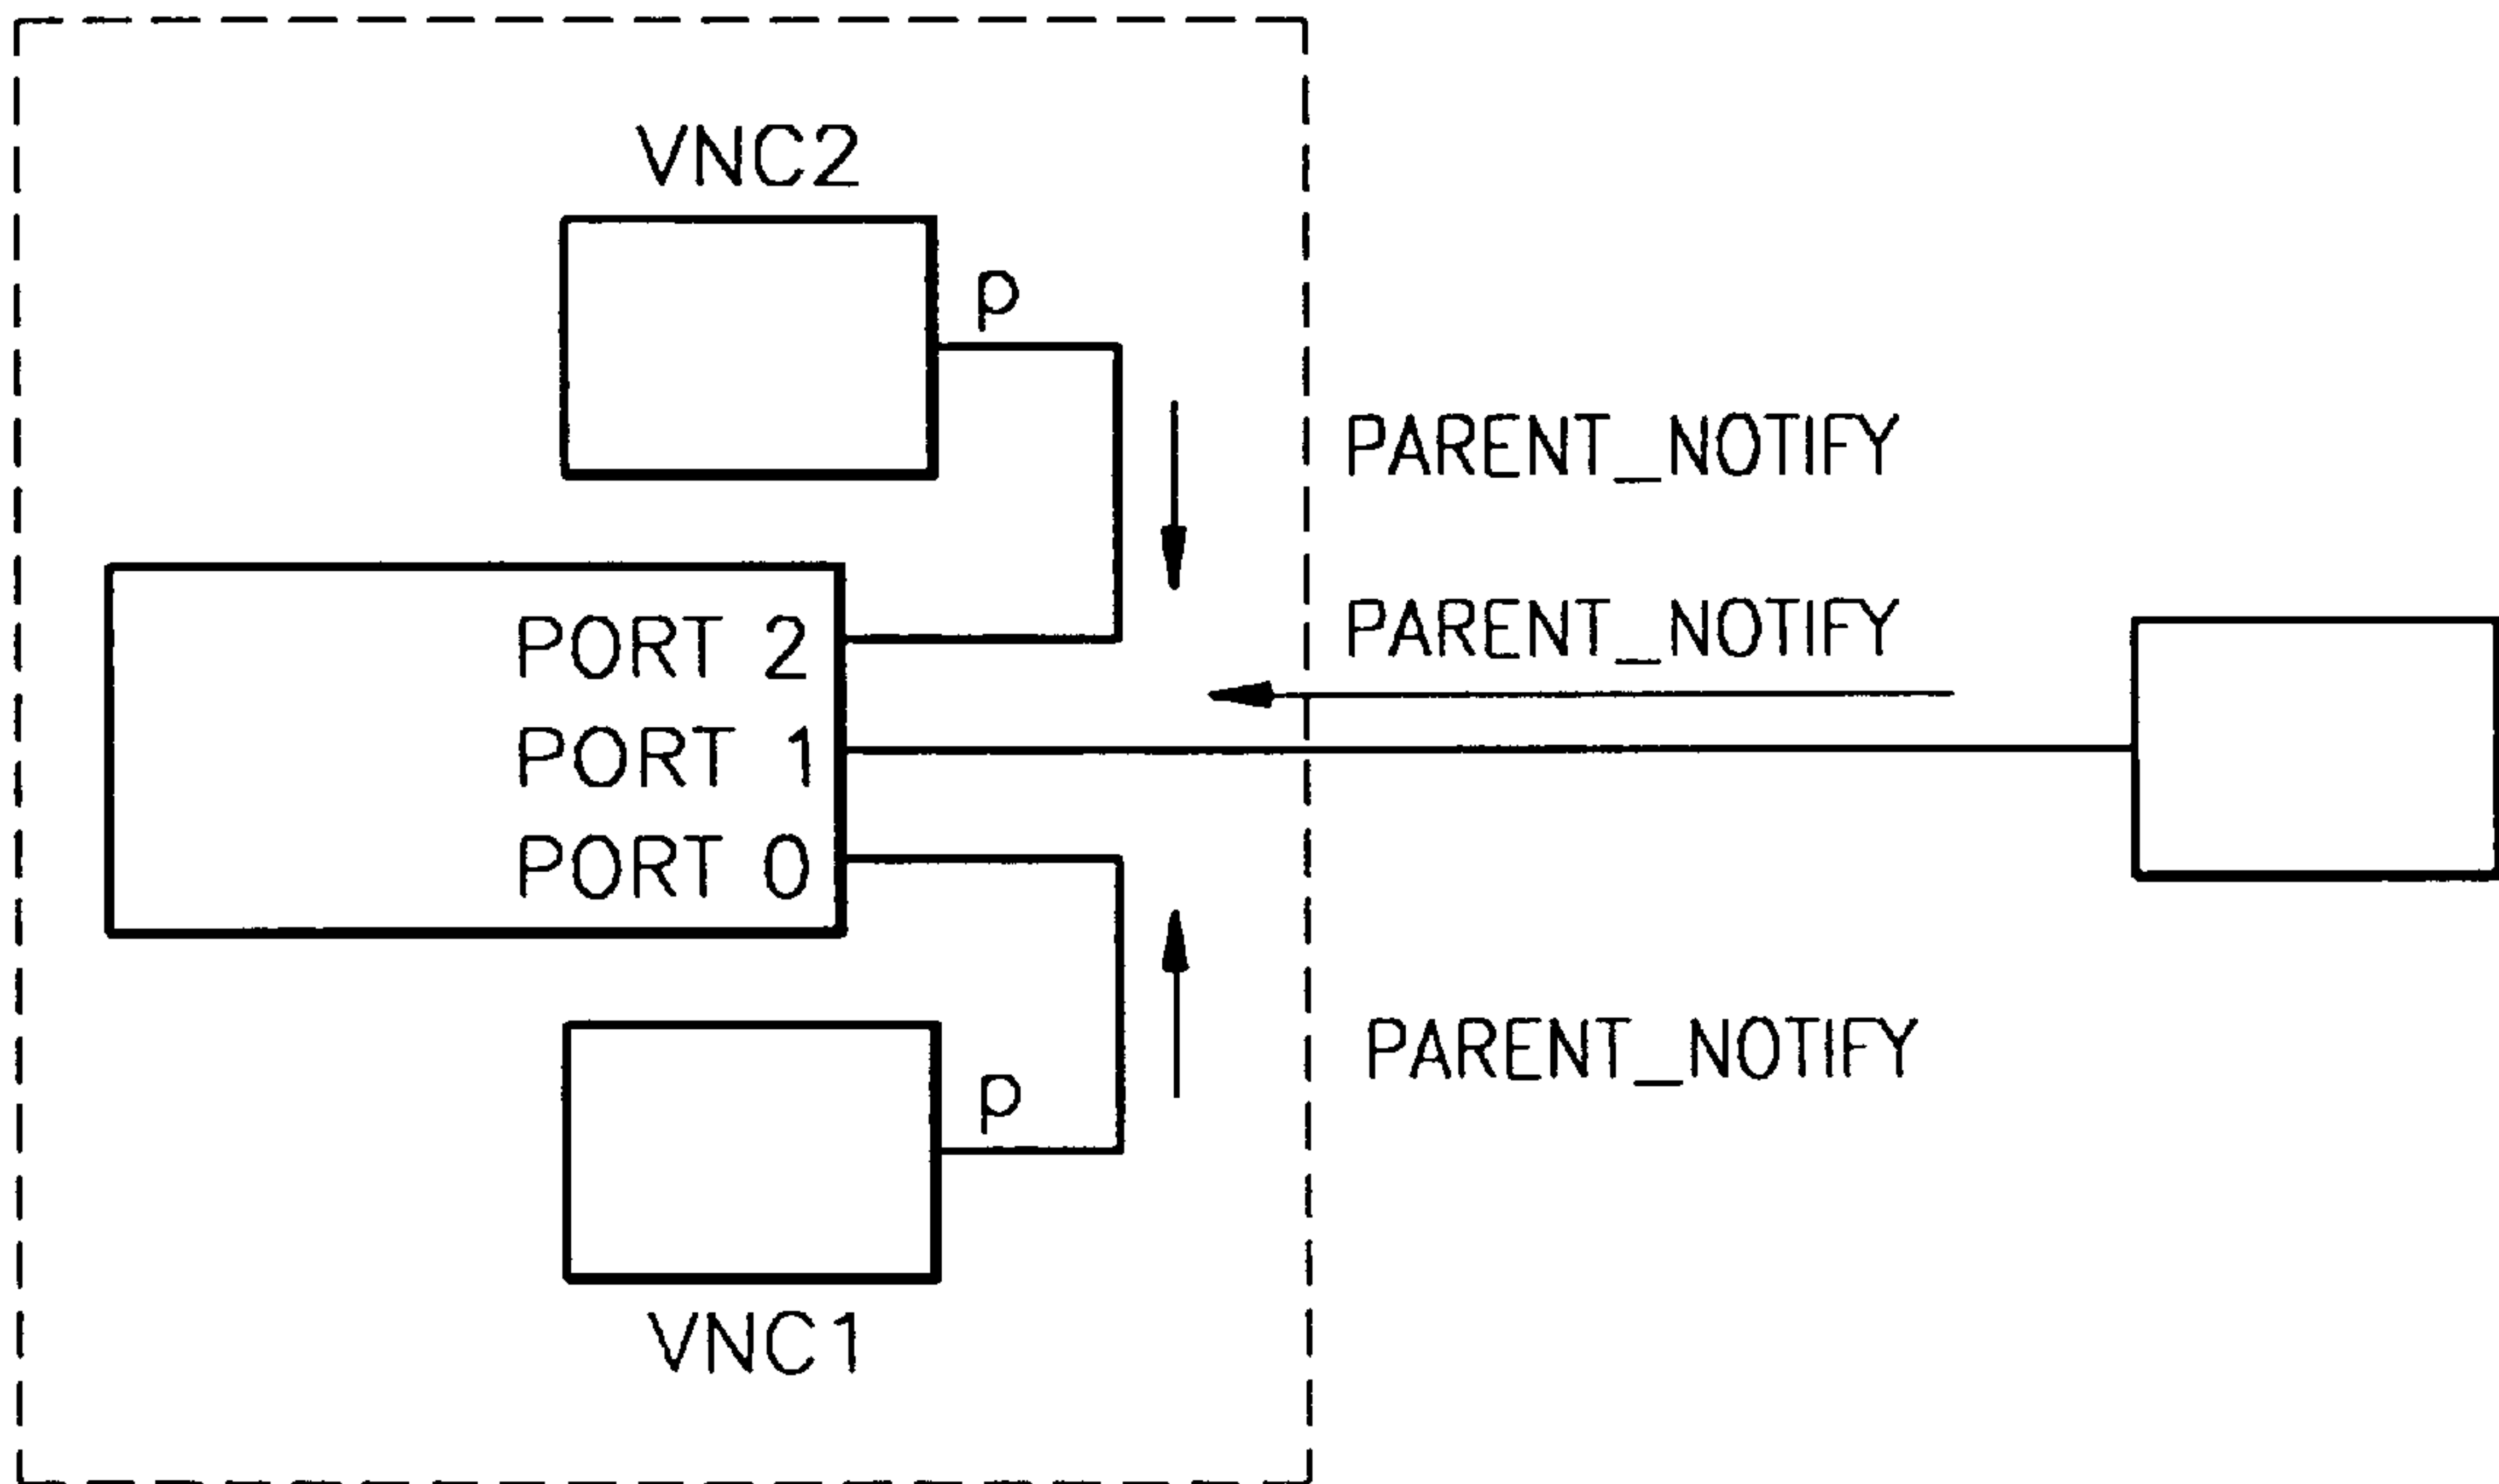 VNC2
p
PARENT_NOTIFY
PARENT_NOTIFY
PORT 2
PORT 1
PORT 0
PARENT_NOTIFY
p
VNC1